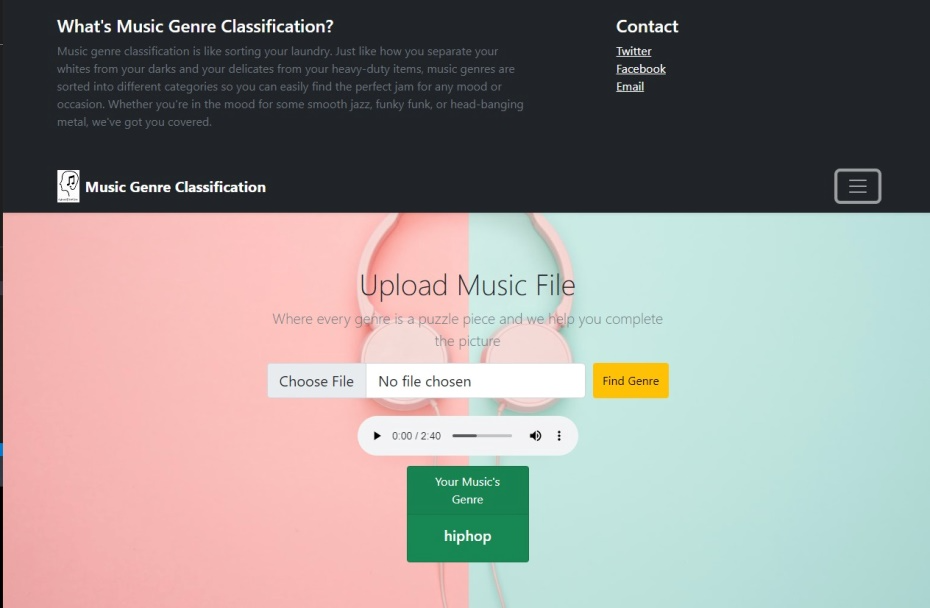 What's Music Genre Classification?
Music genre classification is like sorting your laundry. Just like how you separate your
whites from your darks and your delicates from your heavy-duty items, music genres are
sorted into different categories so you can easily find the perfect jam for any mood or
occasion. Whether you're in the mood for some smooth jazz, funky funk, or head-banging
metal, we've got you covered.
Contact
Twitter
Facebook
Email
Music Genre Classification
Upload Music File
Where every genre is a puzzle piece and we help you complete
the picture
Choose File No file chosen
Find Genre
0:00 / 2:40
Your Music's
Genre
hiphop